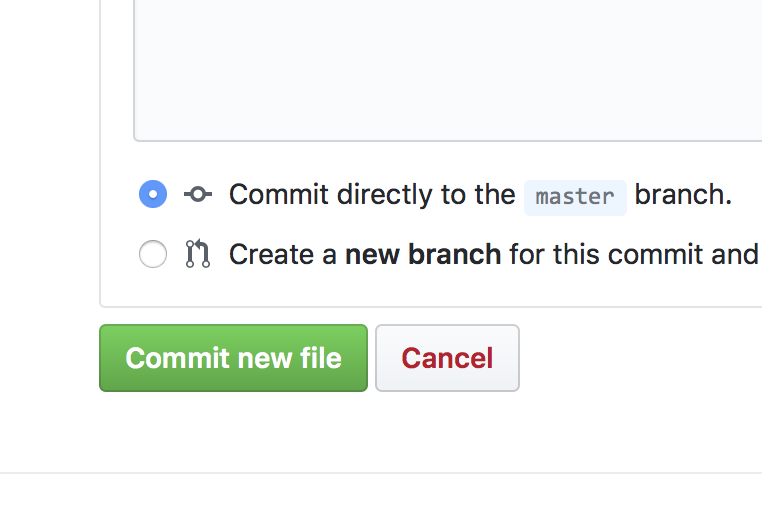 Commit directly to the master branch.
Create a new branch for this commit and
Commit new file
Cancel